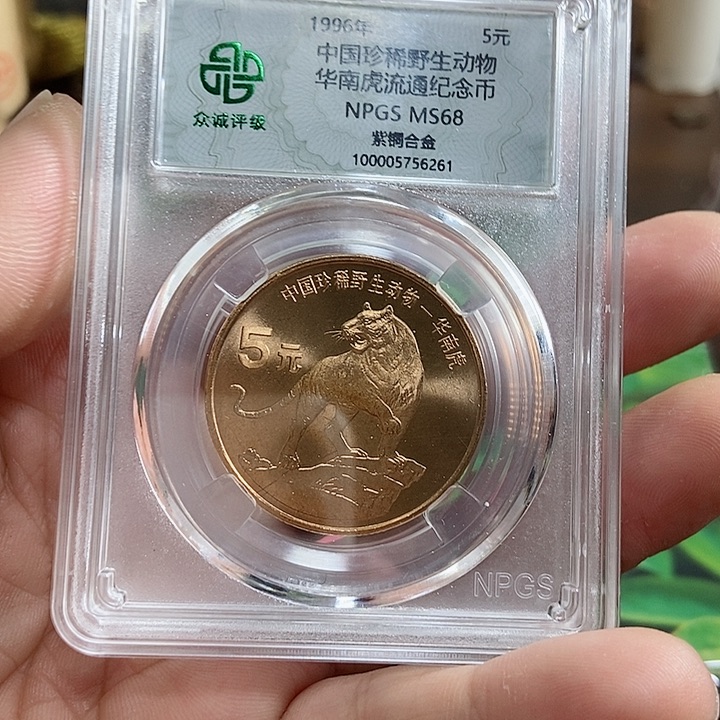 1996年 5元
中国珍稀野生动物
华南虎流通纪念币
NPGS MS68
紫铜合金
100005756261
众诚评级
中国珍稀野生动物—华南虎
5元
NPGS